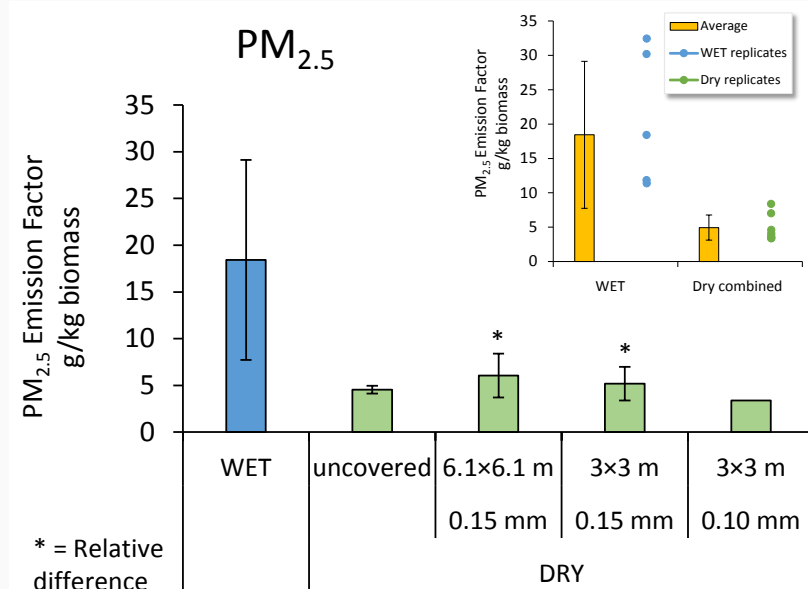 PM2.5
PM2.5 Emission Factor
g/kg biomass
35
30
25
20
15
10
5
0
WET
uncovered
6.1×6.1 m
3×3 m
3×3 m
0.15 mm
0.15 mm
0.10 mm
DRY
*
*
* = Relative
difference
PM2.5 Emission Factor
g/kg biomass
35
30
25
20
15
10
5
0
WET
Dry combined
Average
WET replicates
Dry replicates